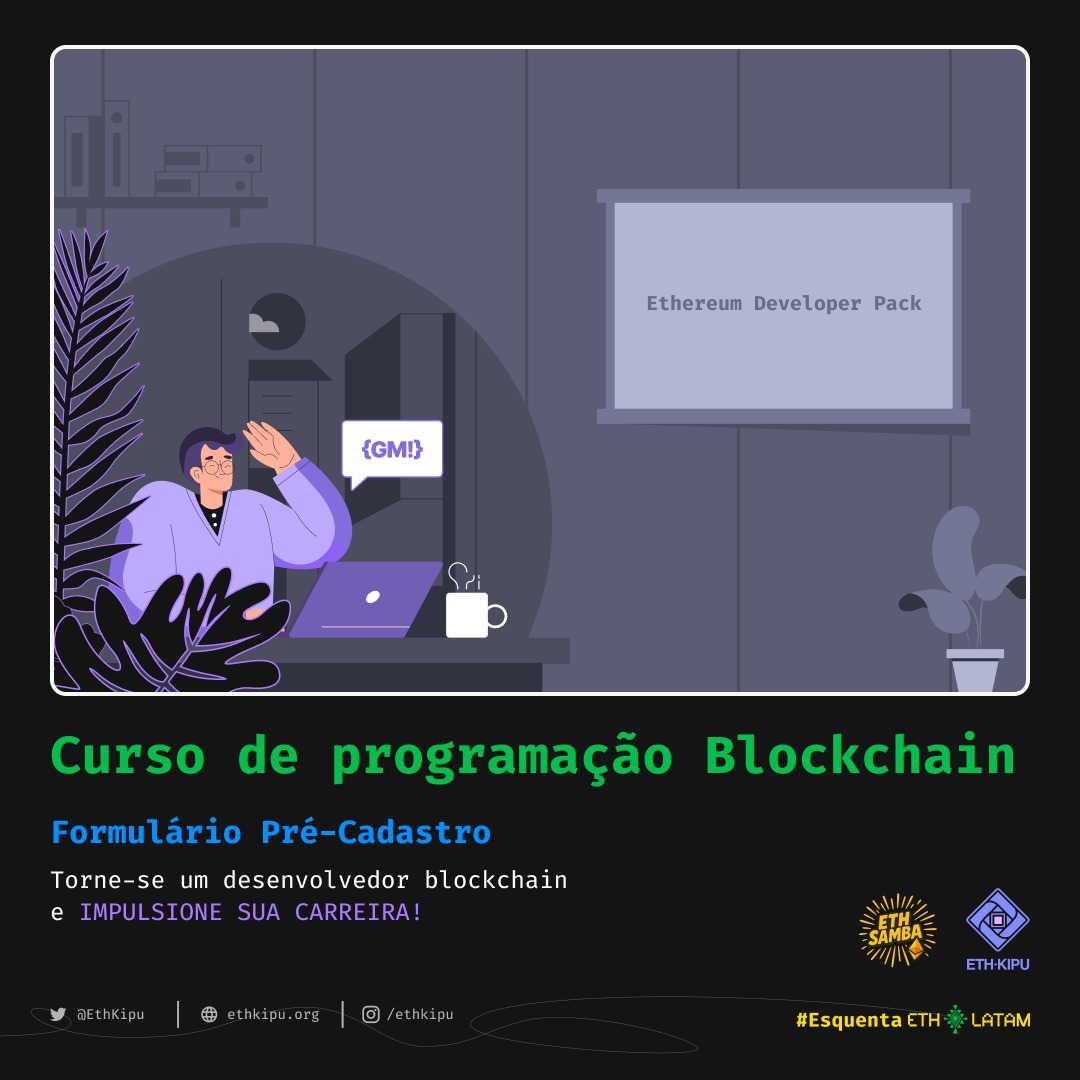 Ethereum Developer Pack
{GM!}
Curso de programação Blockchain
Formulário Pré-Cadastro
Torne-se um desenvolvedor blockchain
e IMPULSIONE SUA CARREIRA!
ETH
SAMBA
ETH·KIPU
@EthKipu
ethkipu.org
/ethkipu
#Esquenta ETH LATAM